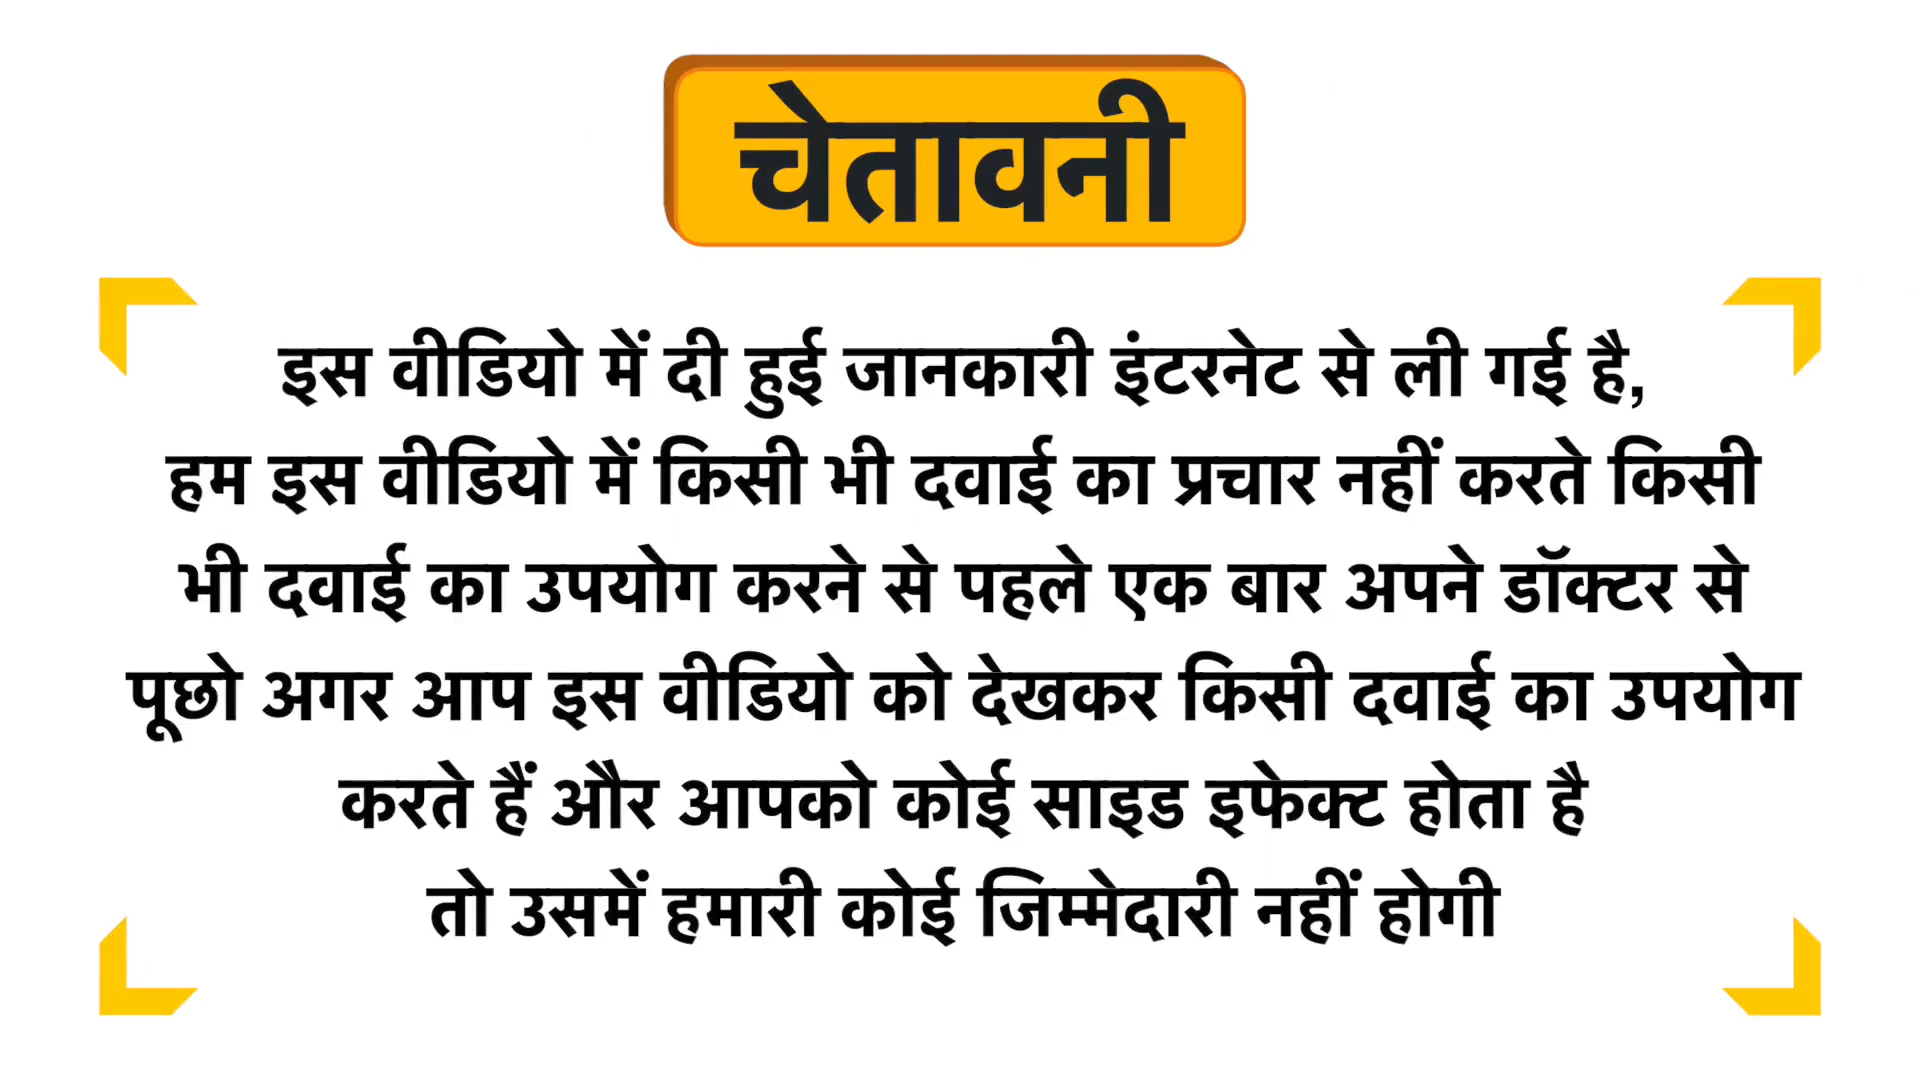 चेतावनी
इस वीडियो में दी हुई जानकारी इंटरनेट से ली गई है,
हम इस वीडियो में किसी भी दवाई का प्रचार नहीं करते किसी
भी दवाई का उपयोग करने से पहले एक बार अपने डॉक्टर से
पूछो अगर आप इस वीडियो को देखकर किसी दवाई का उपयोग
करते हैं और आपको कोई साइड इफेक्ट होता है
तो उसमें हमारी कोई जिम्मेदारी नहीं होगी